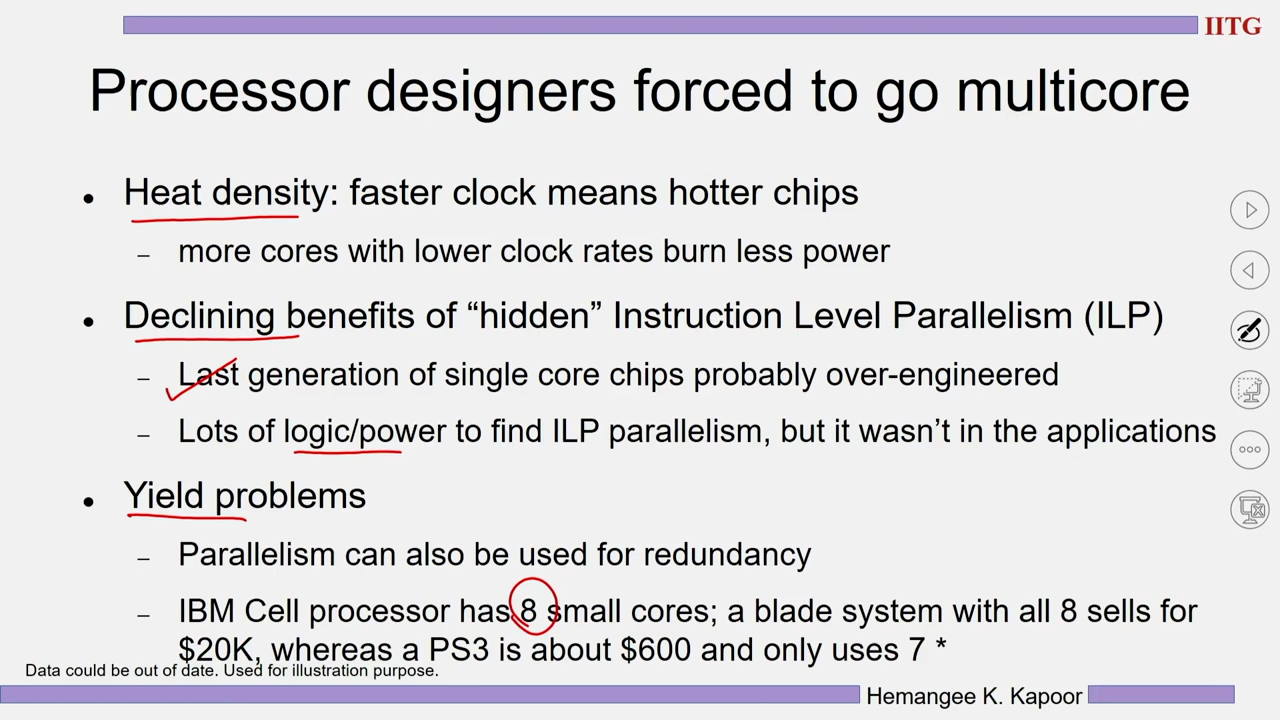 IITG
Processor designers forced to go multicore
• Heat density: faster clock means hotter chips
– more cores with lower clock rates burn less power
• Declining benefits of “hidden” Instruction Level Parallelism (ILP)
– Last generation of single core chips probably over-engineered
– Lots of logic/power to find ILP parallelism, but it wasn’t in the applications
• Yield problems
– Parallelism can also be used for redundancy
– IBM Cell processor has 8 small cores; a blade system with all 8 sells for
$20K, whereas a PS3 is about $600 and only uses 7 *
Data could be out of date. Used for illustration purpose.
Hemangee K. Kapoor